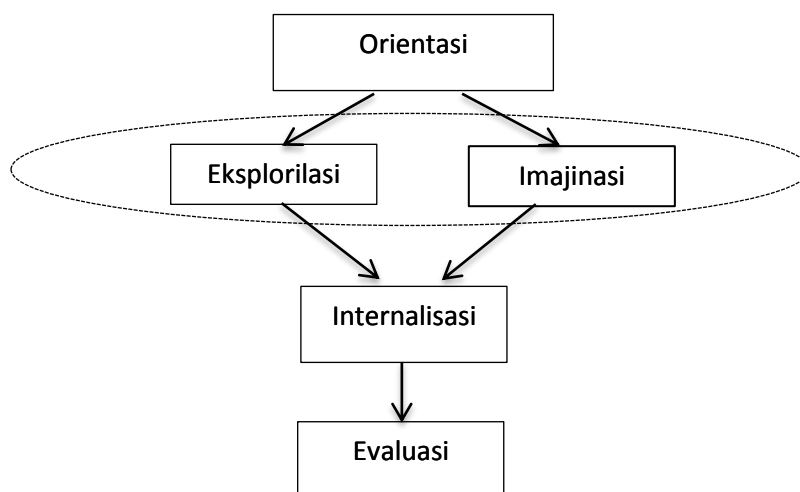 Orientasi
Eksplorilasi
Imajinasi
Internalisasi
Evaluasi